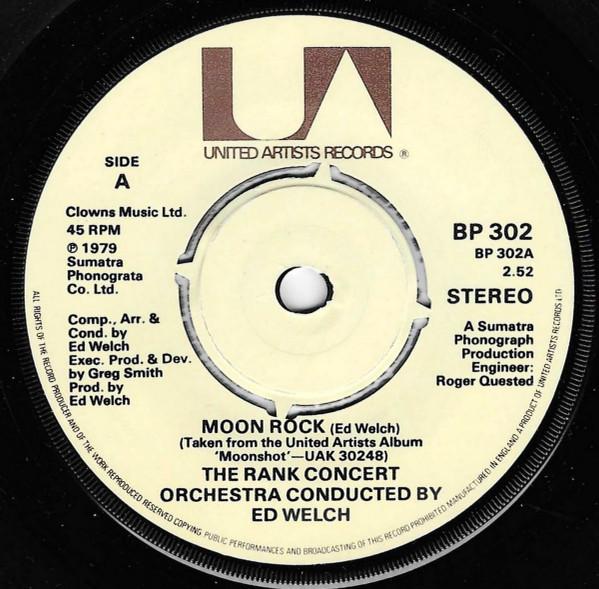 UA
UNITED ARTISTS RECORDS ®
SIDE
A
Clowns Music Ltd.
45 RPM
℗ 1979
Sumatra
Phonograta
Co. Ltd.
Comp., Arr. &
Cond. by
Ed Welch
Exec. Prod. & Dev.
by Greg Smith
Prod. by
Ed Welch
BP 302
BP 302A
2.52
STEREO
A Sumatra
Phonograph
Production
Engineer:
Roger Quested
MOON ROCK (Ed Welch)
(Taken from the United Artists Album
'Moonshot'—UAK 30248)
THE RANK CONCERT
ORCHESTRA CONDUCTED BY
ED WELCH
ALL RIGHTS OF THE RECORD PRODUCER AND OF THE WORK REPRODUCED RESERVED COPYING PUBLIC PERFORMANCES AND BROADCASTING OF THIS RECORD PROHIBITED MANUFACTURED IN ENGLAND A PRODUCT OF UNITED ARTISTS RECORDS LTD